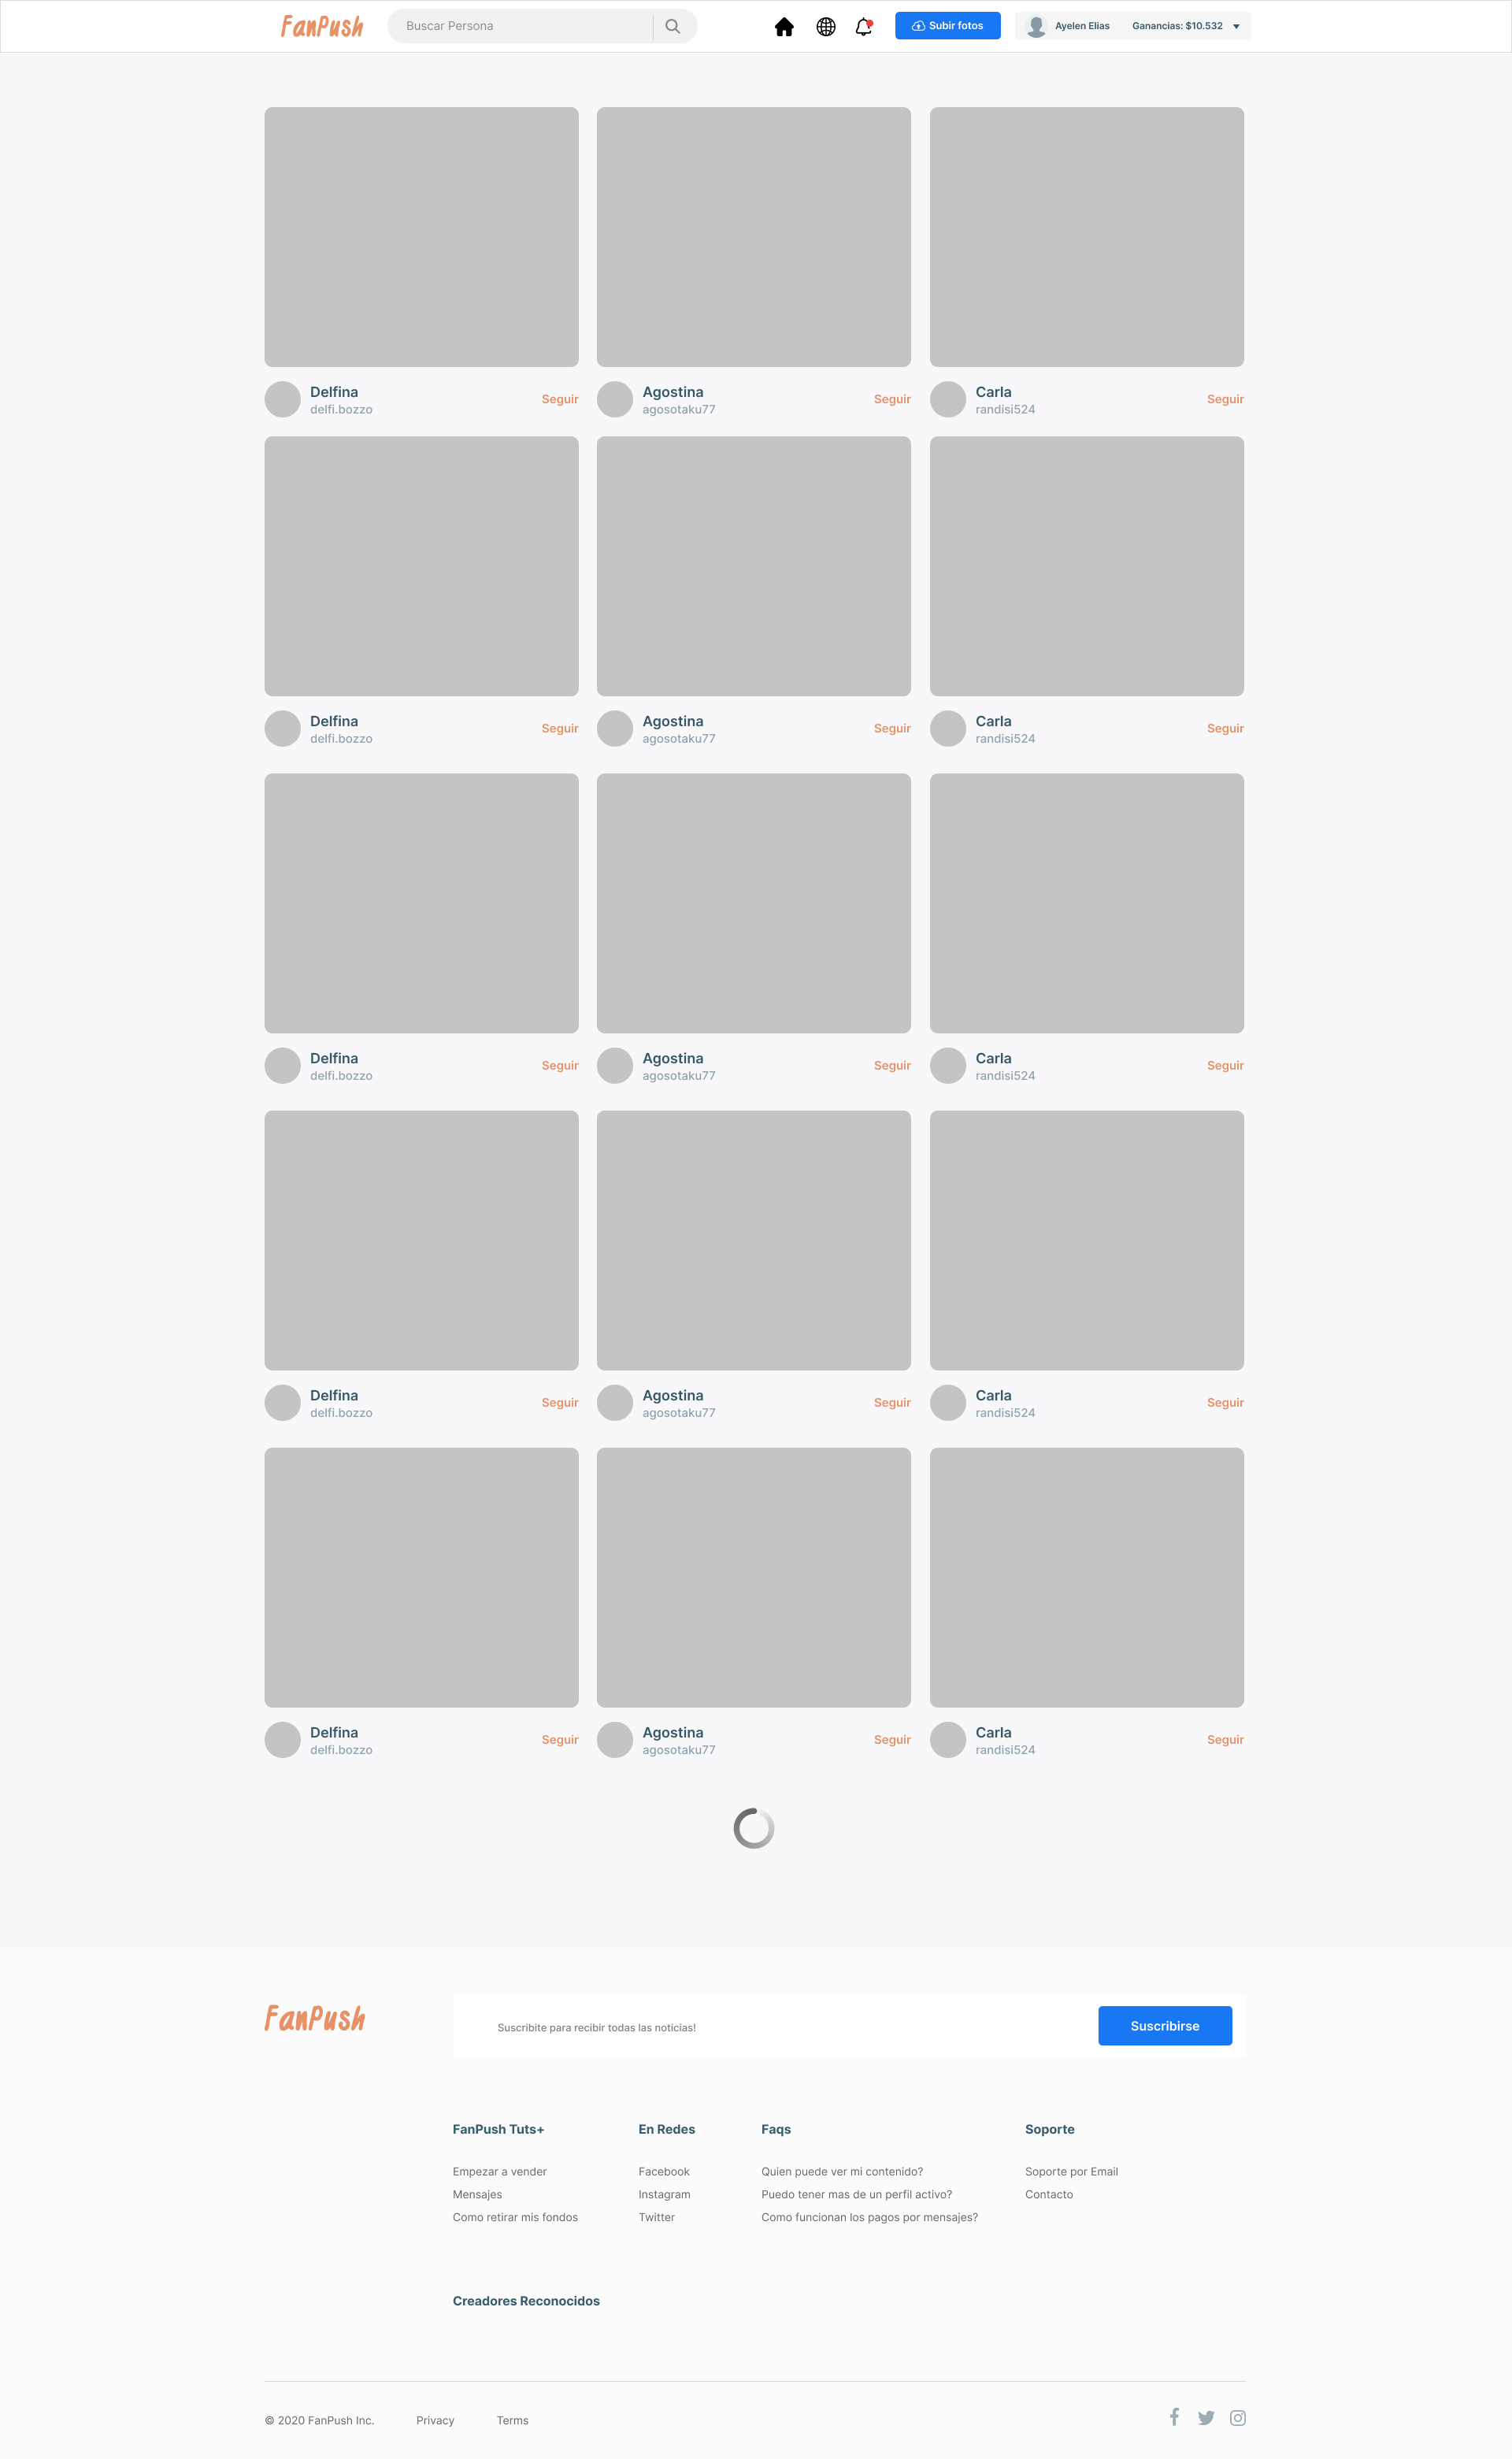 FanPush
Buscar Persona
Subir fotos
Ayelen Elias
Ganancias: $10.532
Delfina
delfi.bozzo
Seguir
Agostina
agosotaku77
Seguir
Carla
randisi524
Seguir
Delfina
delfi.bozzo
Seguir
Agostina
agosotaku77
Seguir
Carla
randisi524
Seguir
Delfina
delfi.bozzo
Seguir
Agostina
agosotaku77
Seguir
Carla
randisi524
Seguir
Delfina
delfi.bozzo
Seguir
Agostina
agosotaku77
Seguir
Carla
randisi524
Seguir
Delfina
delfi.bozzo
Seguir
Agostina
agosotaku77
Seguir
Carla
randisi524
Seguir
FanPush
Suscribite para recibir todas las noticias!
Suscribirse
FanPush Tuts+
Empezar a vender
Mensajes
Como retirar mis fondos
En Redes
Facebook
Instagram
Twitter
Faqs
Quien puede ver mi contenido?
Puedo tener mas de un perfil activo?
Como funcionan los pagos por mensajes?
Soporte
Soporte por Email
Contacto
Creadores Reconocidos
© 2020 FanPush Inc.
Privacy
Terms